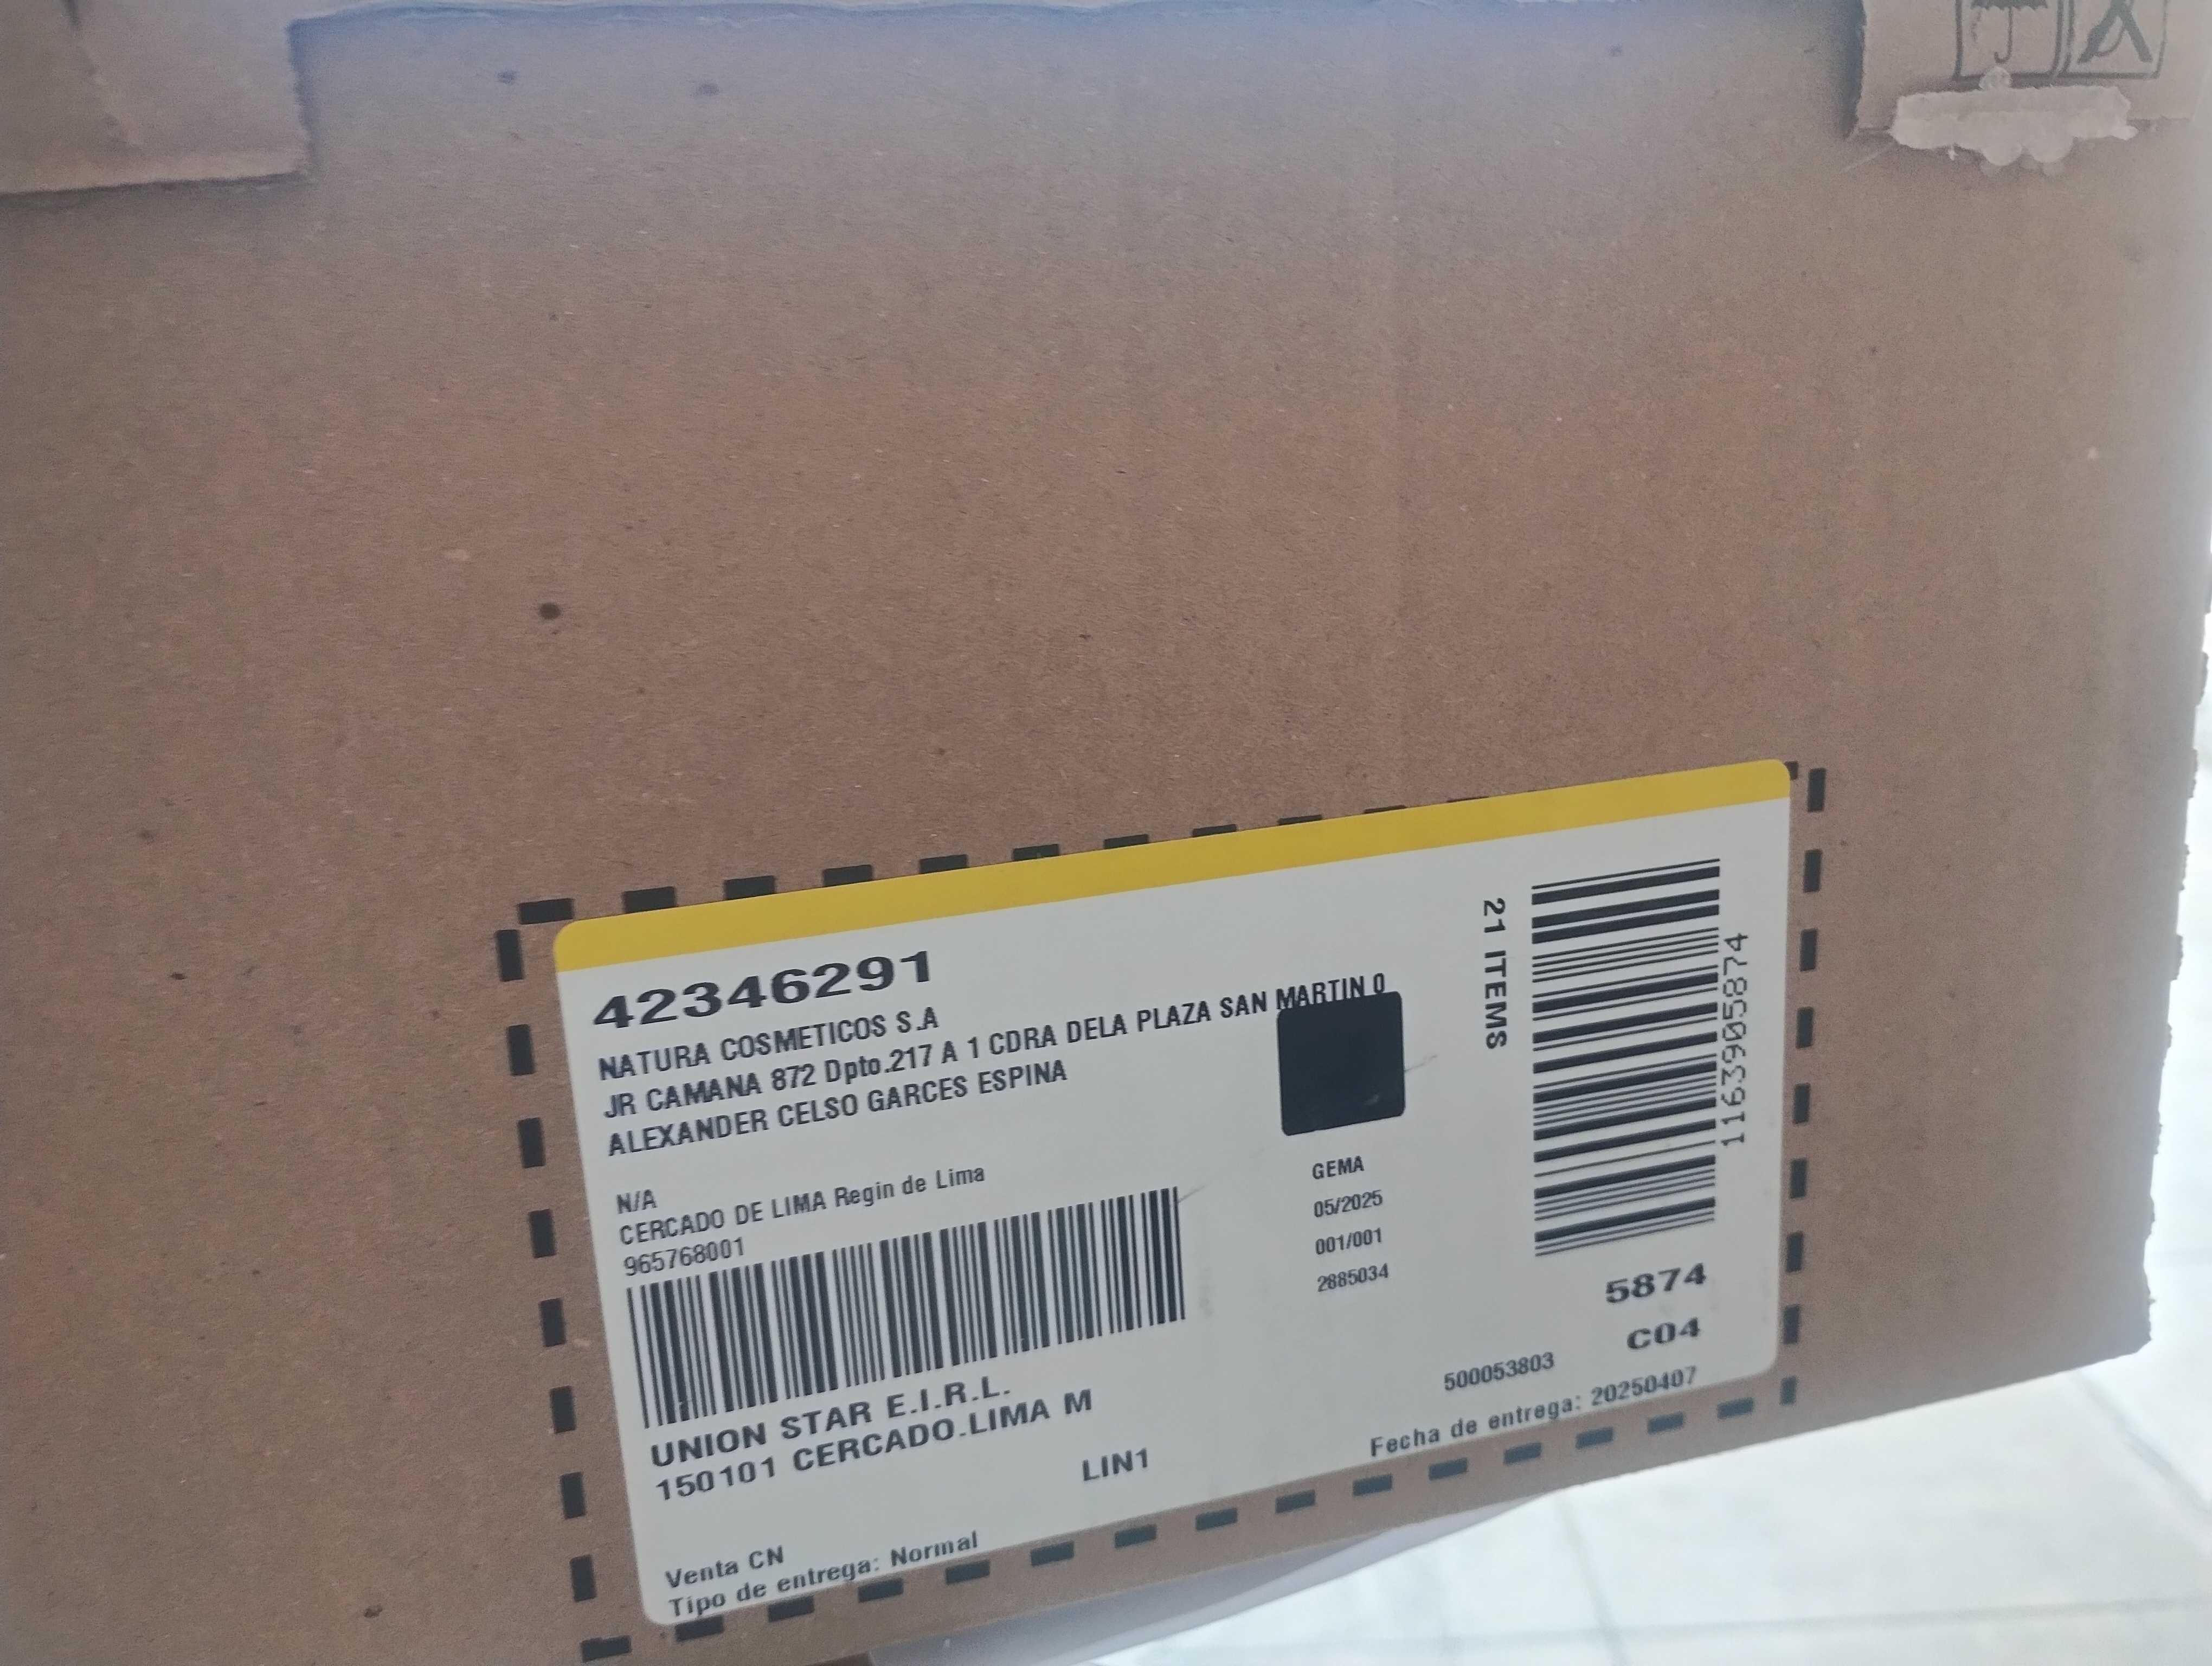 42346291
NATURA COSMETICOS S.A
JR CAMANA 872 Dpto.217 A 1 CDRA DELA PLAZA SAN MARTIN 0
ALEXANDER CELSO GARCES ESPINA
N/A
CERCADO DE LIMA Regin de Lima
965768001
UNION STAR E.I.R.L.
150101 CERCADO.LIMA M
LIN1
Venta CN
Tipo de entrega: Normal
GEMA
05/2025
001/001
2885034
21 ITEMS
11639055874
5874
C04
500053803
Fecha de entrega: 20250407